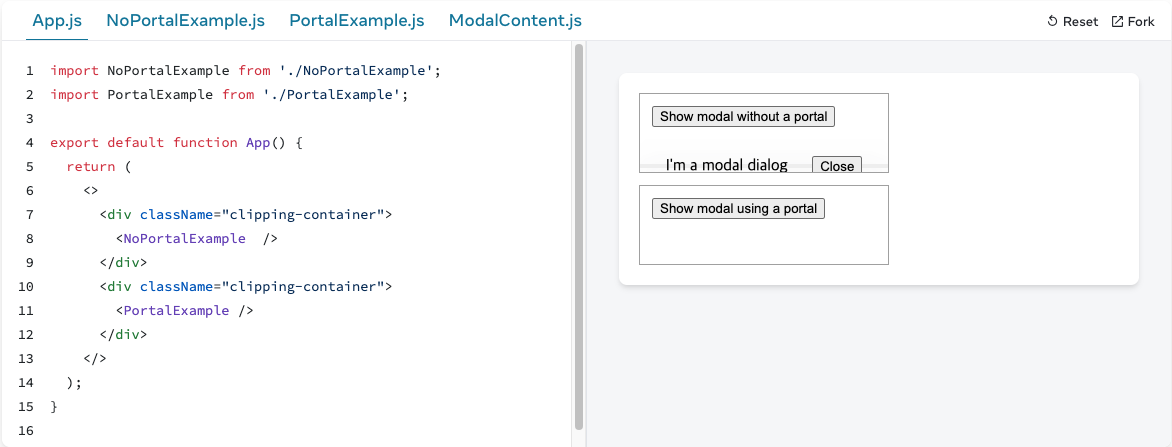 App.js NoPortalExample.js PortalExample.js ModalContent.js Reset Fork
1 import NoPortalExample from './NoPortalExample';
2 import PortalExample from './PortalExample';
3
4 export default function App() {
5 return (
6 <>
7 <div className="clipping-container">
8 <NoPortalExample  />
9 </div>
10 <div className="clipping-container">
11 <PortalExample />
12 </div>
13 </>
14 );
15 }
16
Show modal without a portal
I'm a modal dialog Close
Show modal using a portal